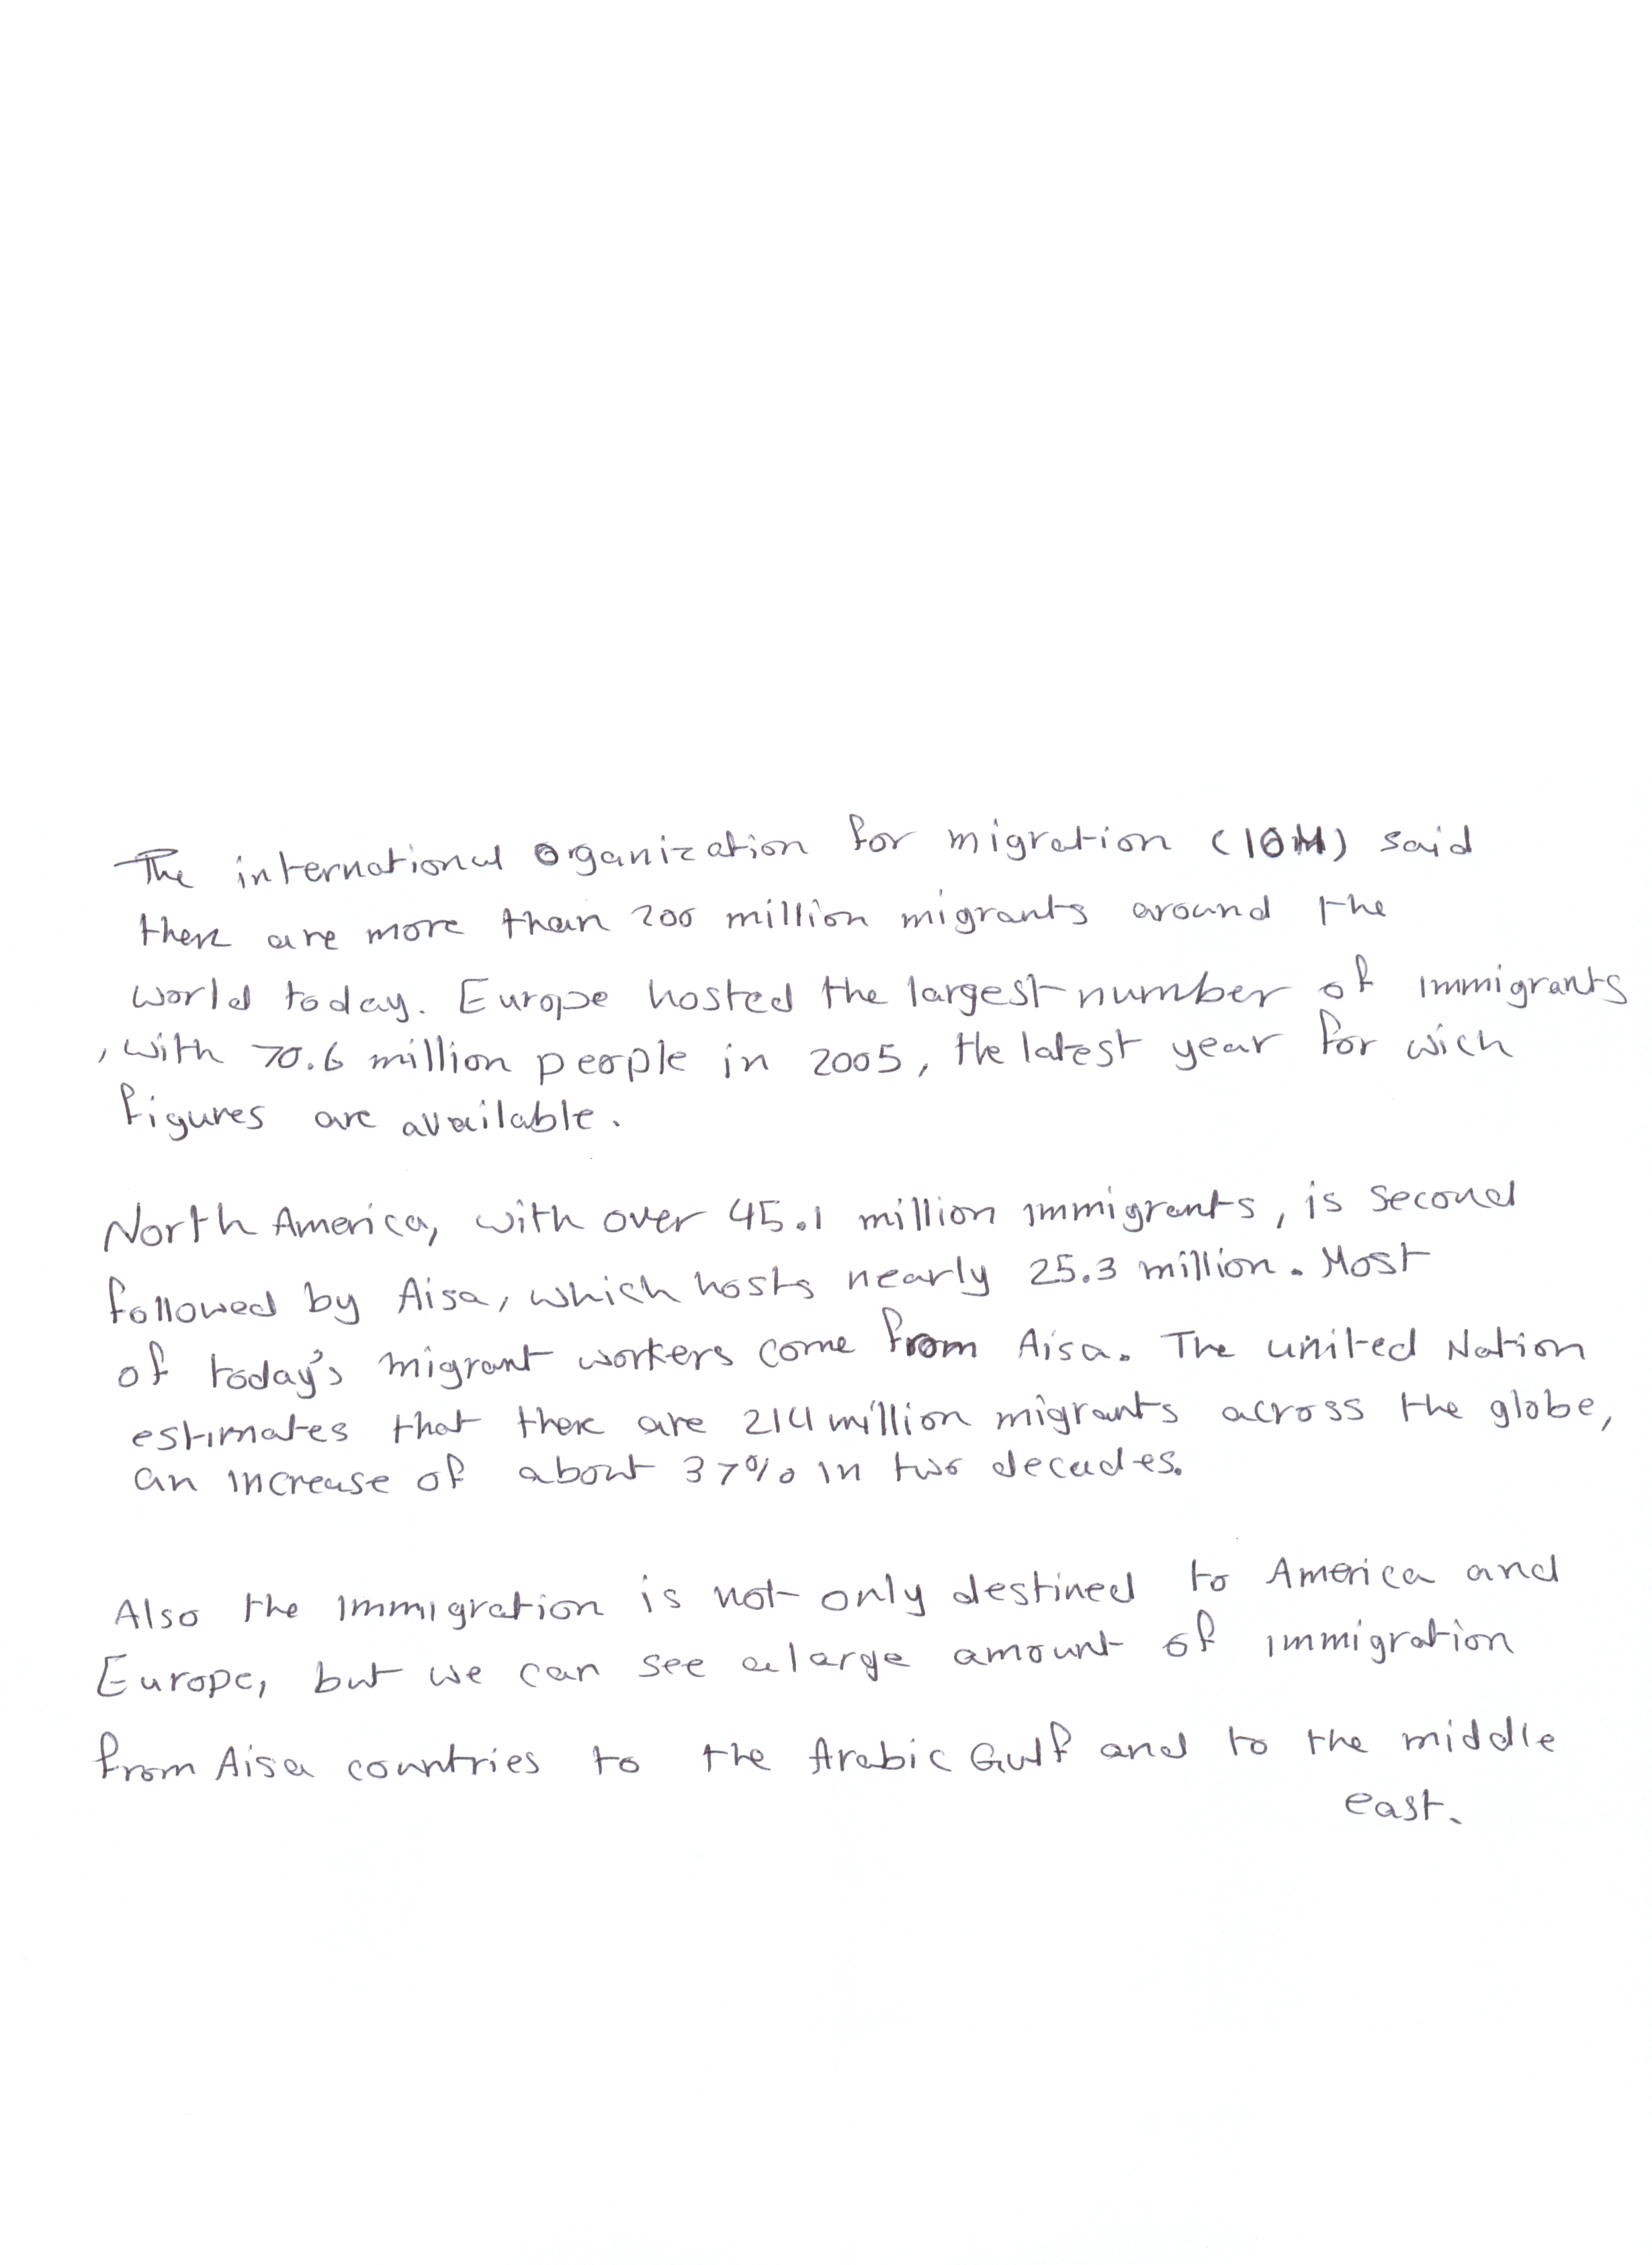 The international Organization for migration (IOM) said
there are more than 200 million migrants around the
world today. Europe hosted the largest number of immigrants
, with 70.6 million people in 2005, the latest year for wich
figures are available.
North America, with over 45.1 million immigrants, is second
followed by Aisa, which hosts nearly 25.3 million. Most
of today's migrant workers come from Aisa. The united Nation
estimates that there are 214 million migrants across the globe,
an increase of about 37% in two decades.
Also the immigration is not only destined to America and
Europe, but we can see a large amount of immigration
from Aisa countries to the Arabic Gulf and to the middle
east.